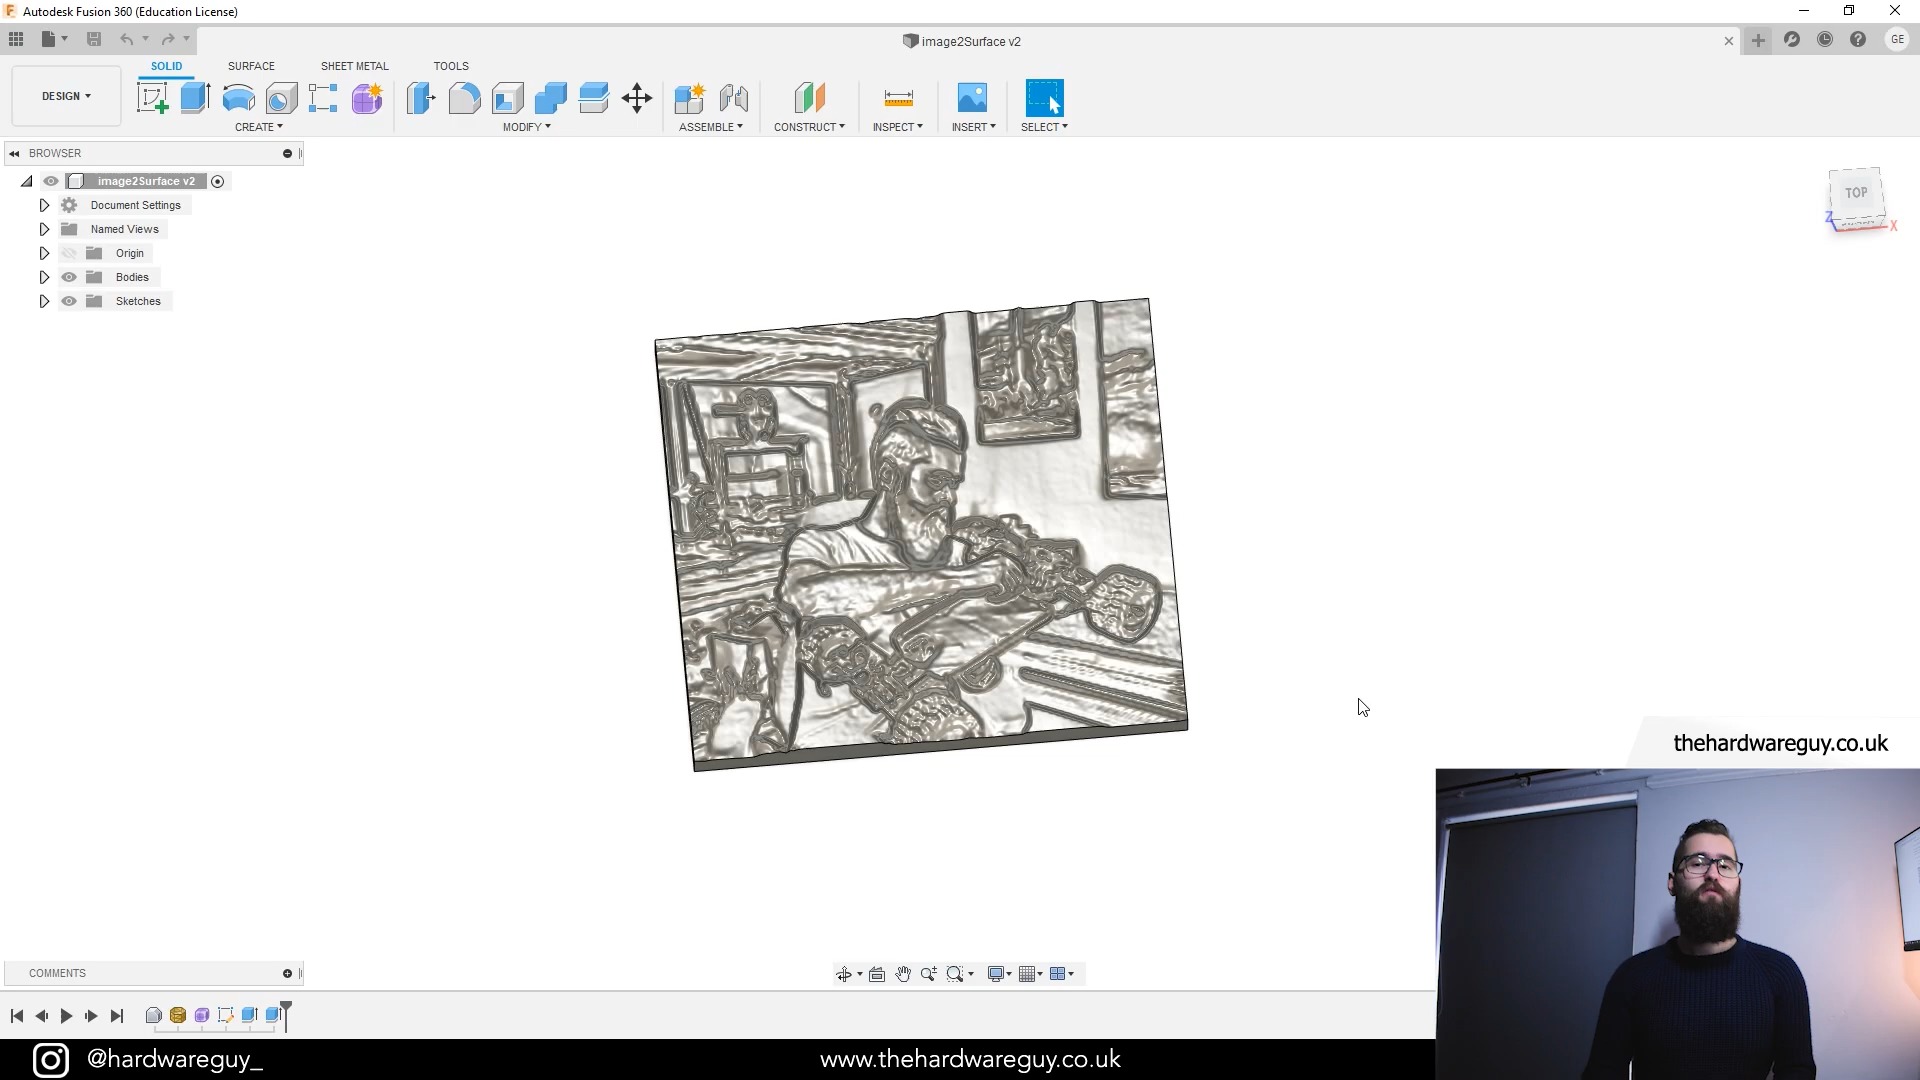 Autodesk Fusion 360 (Education License)
image2Surface v2
GE
DESIGN
SOLID
SURFACE
SHEET METAL
TOOLS
CREATE
MODIFY
ASSEMBLE
CONSTRUCT
INSPECT
INSERT
SELECT
BROWSER
image2Surface v2
Document Settings
Named Views
Origin
Bodies
Sketches
TOP
Z
X
thehardwareguy.co.uk
COMMENTS
@hardwareguy_
www.thehardwareguy.co.uk